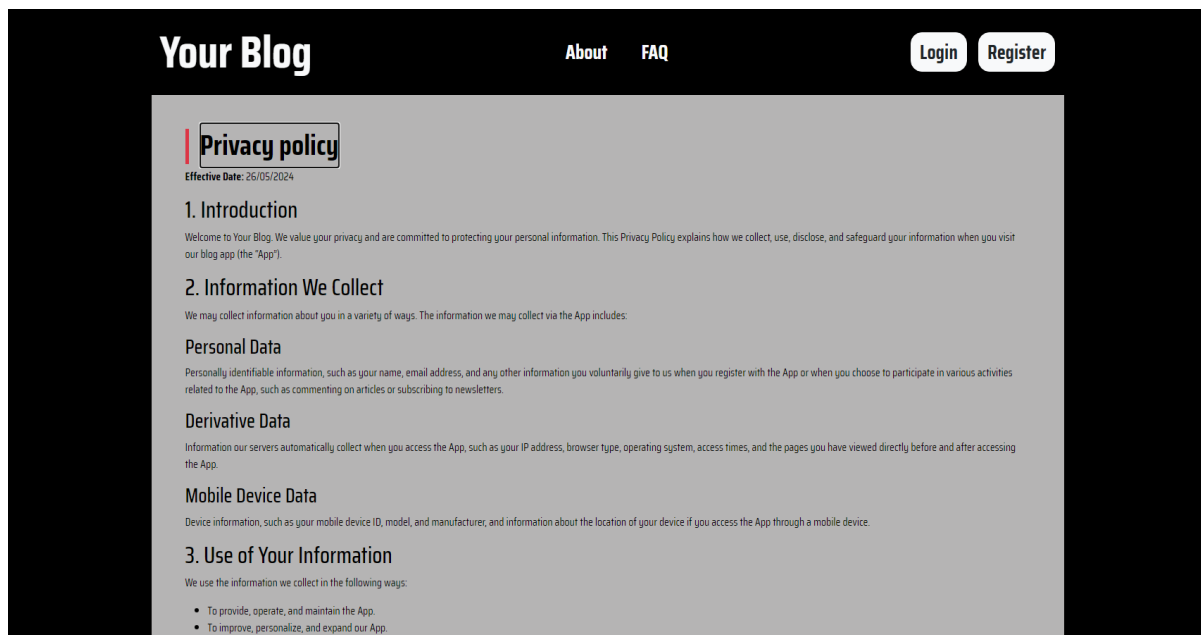 Your Blog
About
FAQ
Login
Register
Privacy policy
Effective Date: 26/05/2024
1. Introduction
Welcome to Your Blog. We value your privacy and are committed to protecting your personal information. This Privacy Policy explains how we collect, use, disclose, and safeguard your information when you visit
our blog app (the "App").
2. Information We Collect
We may collect information about you in a variety of ways. The information we may collect via the App includes:
Personal Data
Personally identifiable information, such as your name, email address, and any other information you voluntarily give to us when you register with the App or when you choose to participate in various activities
related to the App, such as commenting on articles or subscribing to newsletters.
Derivative Data
Information our servers automatically collect when you access the App, such as your IP address, browser type, operating system, access times, and the pages you have viewed directly before and after accessing
the App.
Mobile Device Data
Device information, such as your mobile device ID, model, and manufacturer, and information about the location of your device if you access the App through a mobile device.
3. Use of Your Information
We use the information we collect in the following ways:
• To provide, operate, and maintain the App.
• To improve, personalize, and expand our App.